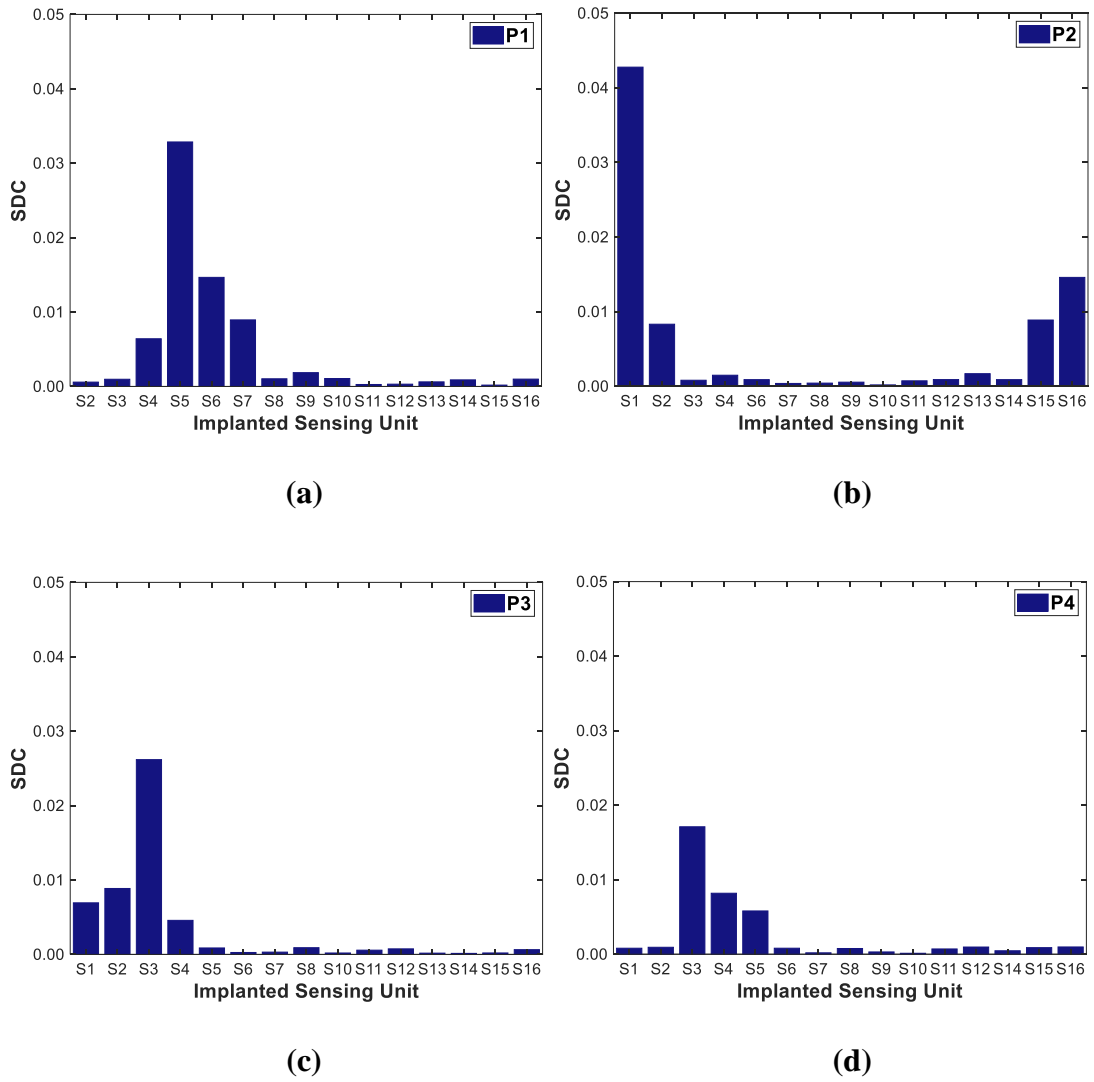 0.05
0.04
0.03
0.02
0.01
0.00
SDC
P1
S2 S3 S4 S5 S6 S7 S8 S9 S10 S11 S12 S13 S14 S15 S16
Implanted Sensing Unit
(a)
0.05
0.04
0.03
0.02
0.01
0.00
SDC
P2
S1 S2 S3 S4 S6 S7 S8 S9 S10 S11 S12 S13 S14 S15 S16
Implanted Sensing Unit
(b)
0.05
0.04
0.03
0.02
0.01
0.00
SDC
P3
S1 S2 S3 S4 S5 S6 S7 S8 S10 S11 S12 S13 S14 S15 S16
Implanted Sensing Unit
(c)
0.05
0.04
0.03
0.02
0.01
0.00
SDC
P4
S1 S2 S3 S4 S5 S6 S7 S8 S9 S10 S11 S12 S14 S15 S16
Implanted Sensing Unit
(d)